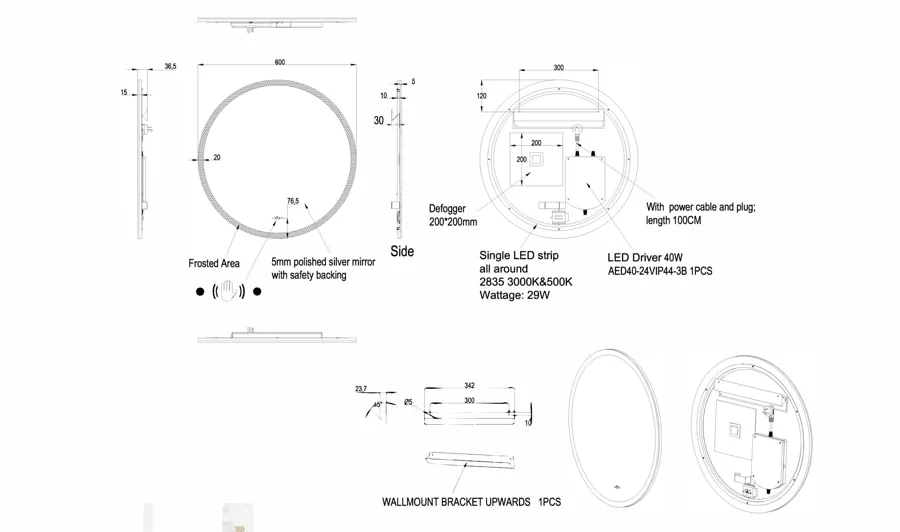 36,5
600
15
20
76,5
5
10
30
Side
Frosted Area
5mm polished silver mirror
with safety backing
300
120
200
200
Defogger
200*200mm
With power cable and plug;
length 100CM
Single LED strip
all around
2835 3000K&500K
Wattage: 29W
LED Driver 40W
AED40-24VIP44-3B 1PCS
23,7
45°
Ø5
342
300
10
WALLMOUNT BRACKET UPWARDS 1PCS